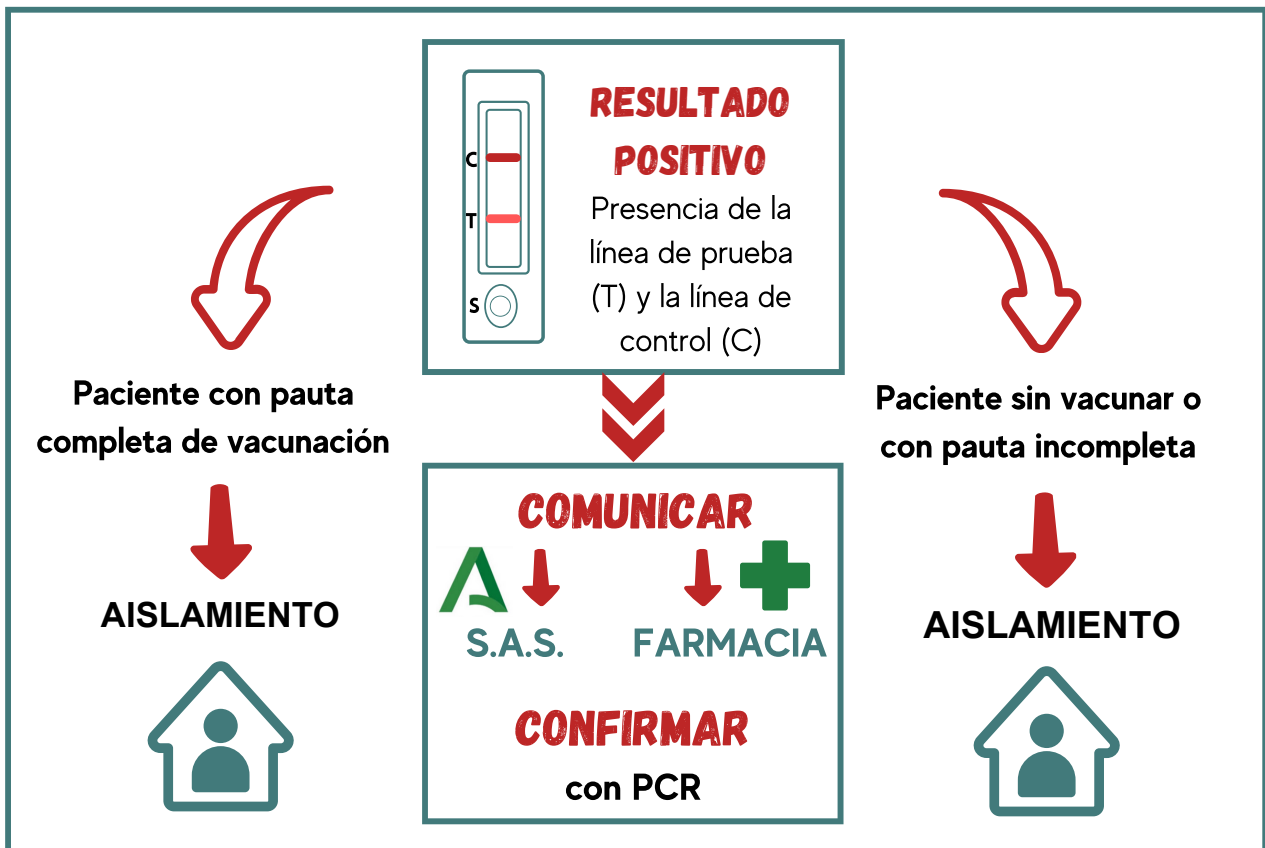 C
T
S
RESULTADO
POSITIVO
Presencia de la
línea de prueba
(T) y la línea de
control (C)
Paciente con pauta
completa de vacunación
AISLAMIENTO
COMUNICAR
S.A.S.
FARMACIA
CONFIRMAR
con PCR
Paciente sin vacunar o
con pauta incompleta
AISLAMIENTO